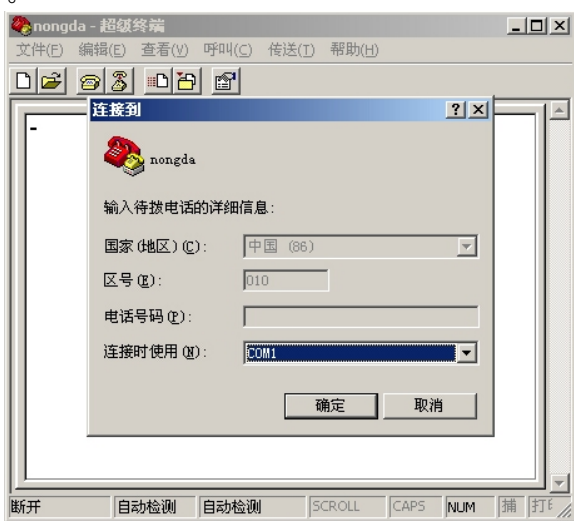 nongda - 超级终端
文件(F) 编辑(E) 查看(V) 呼叫(C) 传送(T) 帮助(H)
连接到
nongda
输入待拨电话的详细信息:
国家(地区)(C): 中国 (86)
区号(E): 010
电话号码(P):
连接时使用(N): COM1
确定 取消
断开 自动检测 自动检测 SCROLL CAPS NUM 捕 打